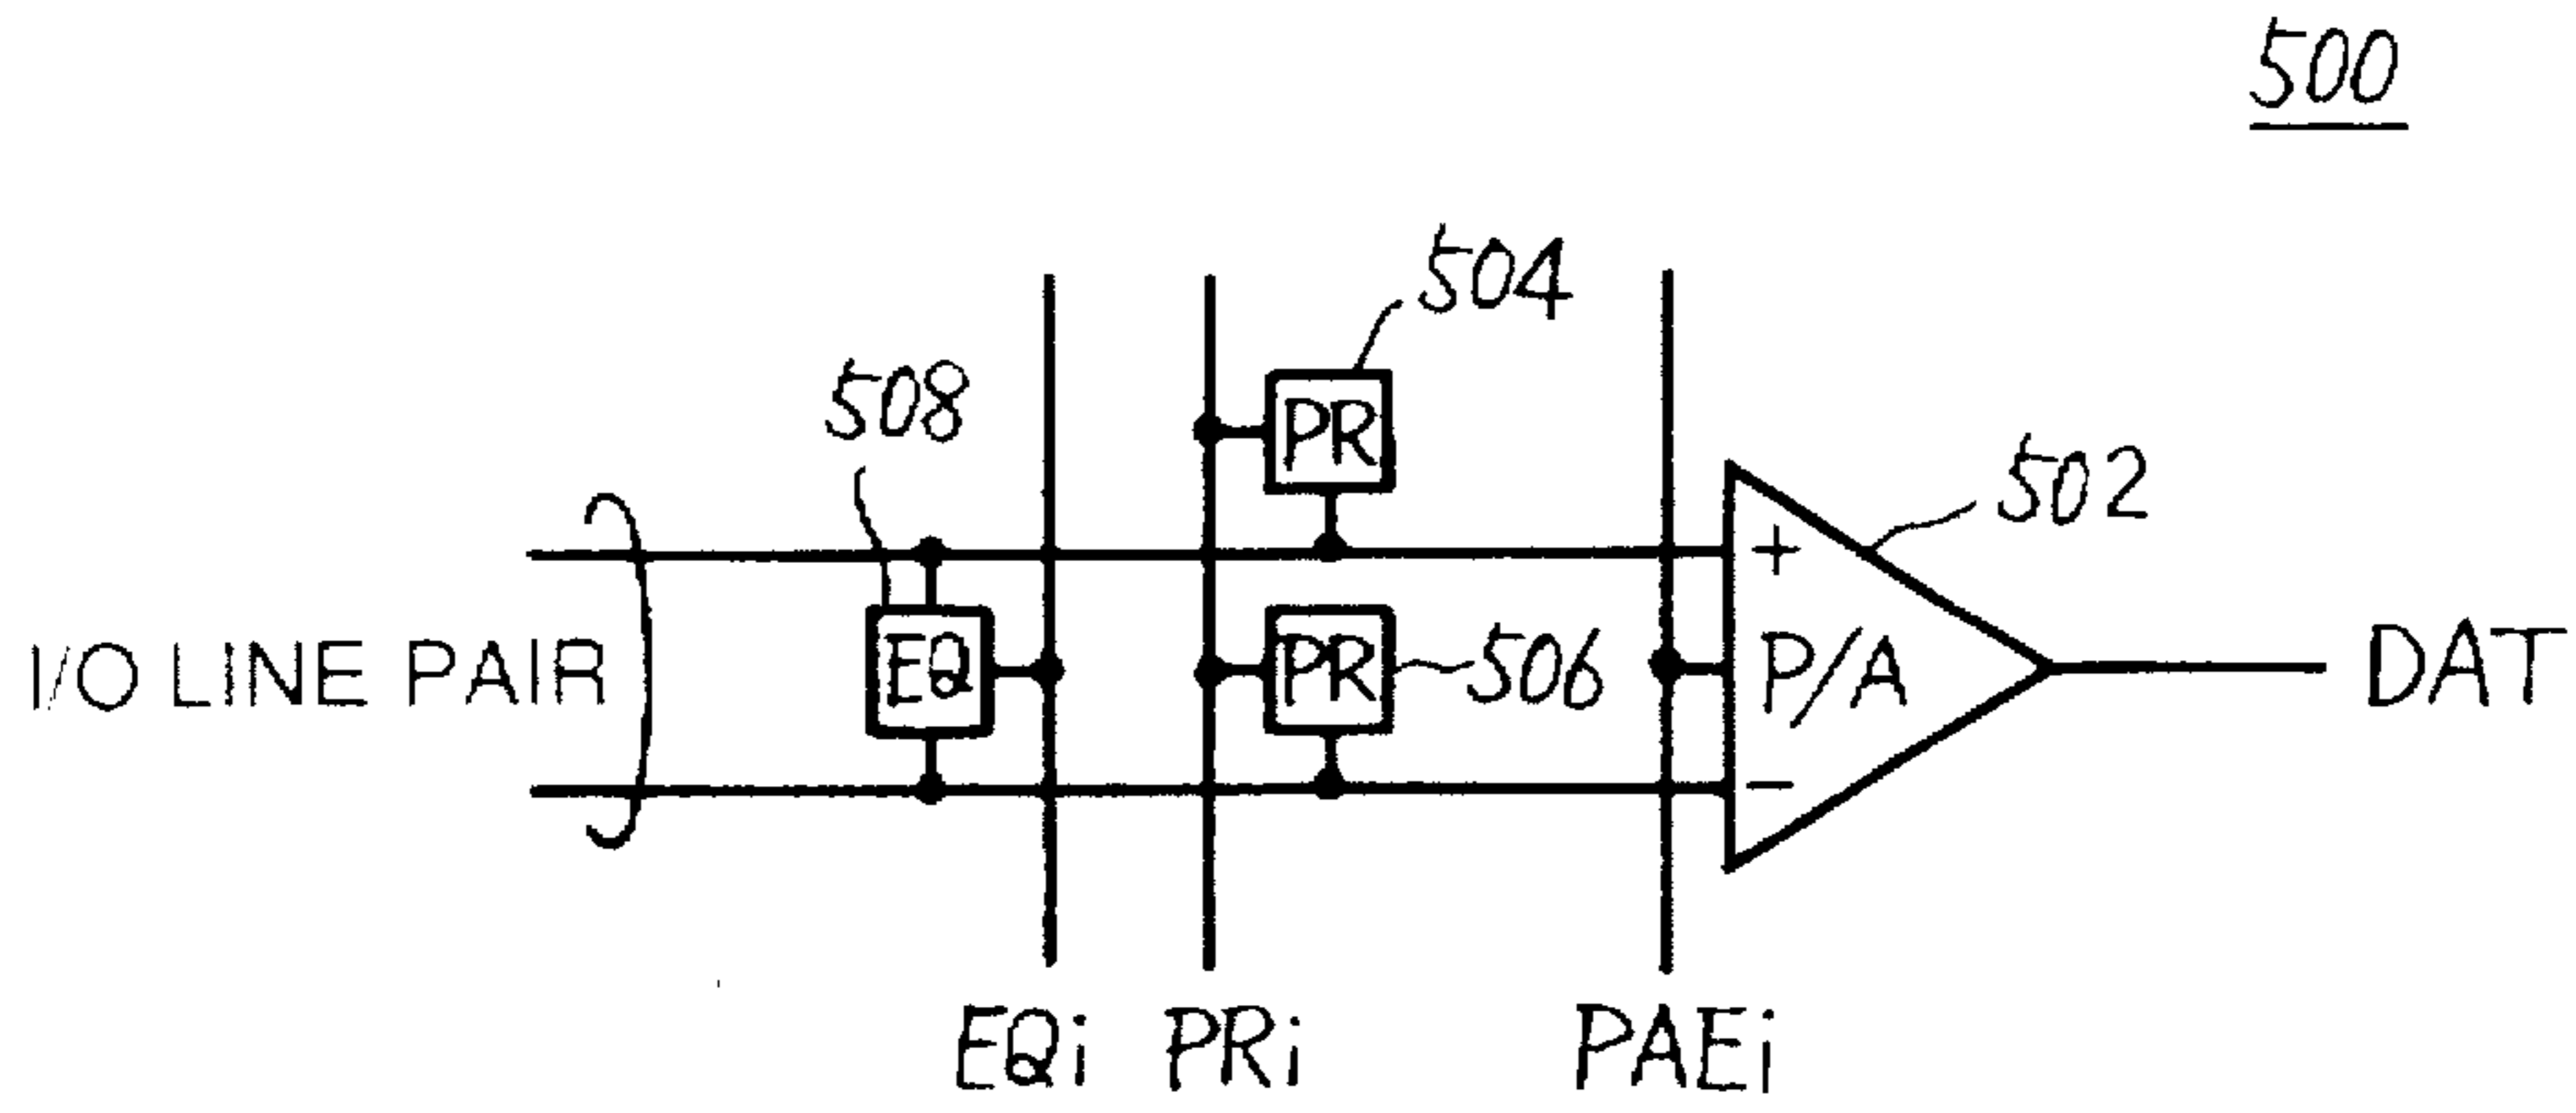 500
504
508
PR
502
+
I/O LINE PAIR
EQ
PR
506
P/A
DAT
−
EQi PRi PAEi